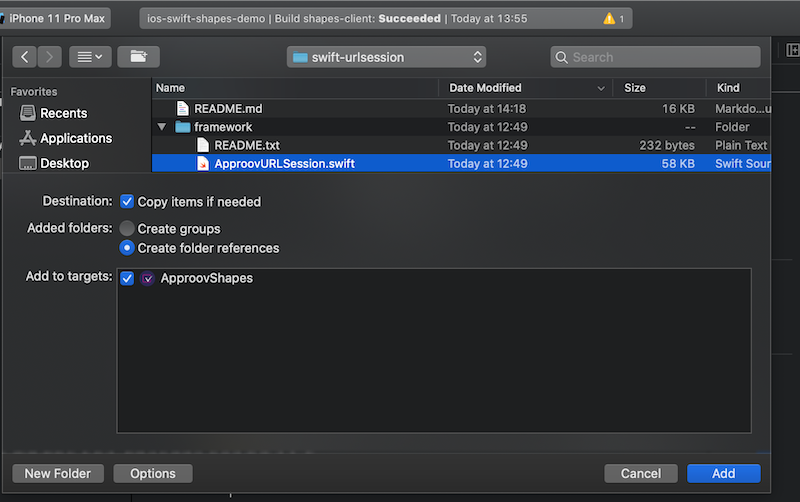 iPhone 11 Pro Max
ios-swift-shapes-demo | Build shapes-client: Succeeded | Today at 13:55
1
swift-urlsession
Search
Favorites
Recents
Applications
Desktop
Name Date Modified Size Kind
README.md Today at 14:18 16 KB Markdo...u
framework Today at 12:49 -- Folder
README.txt Today at 12:49 232 bytes Plain Text
ApproovURLSession.swift Today at 12:49 58 KB Swift Sour
Destination: Copy items if needed
Added folders: Create groups
Create folder references
Add to targets: ApproovShapes
New Folder Options Cancel Add